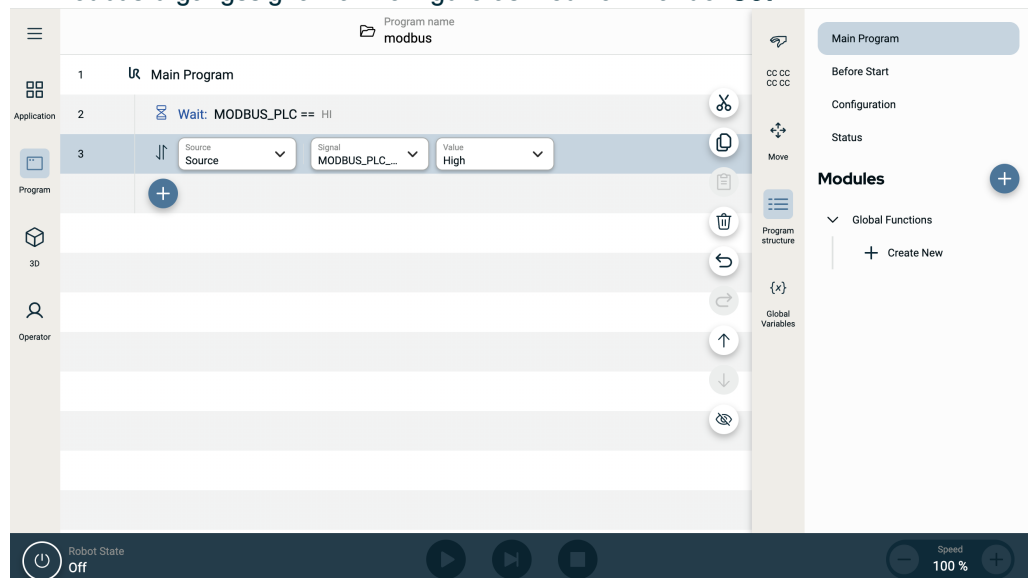 Program name
modbus
Main Program
Before Start
Configuration
Status
Modules
Global Functions
Create New
Application
Program
3D
Operator
1 UR Main Program
2 Wait: MODBUS_PLC == HI
3 Source Source Signal MODBUS_PLC_... Value High
CC CC
CC CC
Move
Program
structure
{x}
Global
Variables
Robot State
Off
Speed
100 %